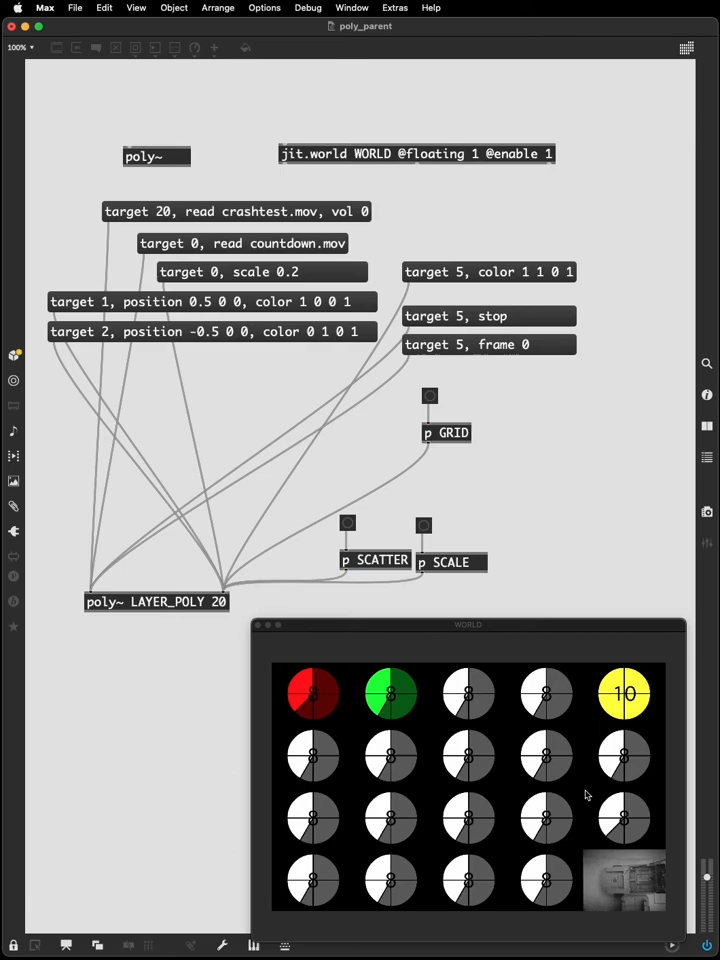 Max File Edit View Object Arrange Options Debug Window Extras Help
poly_parent
100%
poly~
jit.world WORLD @floating 1 @enable 1
target 20, read crashtest.mov, vol 0
target 0, read countdown.mov
target 0, scale 0.2
target 5, color 1 1 0 1
target 1, position 0.5 0 0, color 1 0 0 1
target 5, stop
target 2, position -0.5 0 0, color 0 1 0 1
target 5, frame 0
p GRID
p SCATTER
p SCALE
poly~ LAYER_POLY 20
WORLD
8 8 8 8 10
8 8 8 8 8
8 8 8 8 8
8 8 8 8